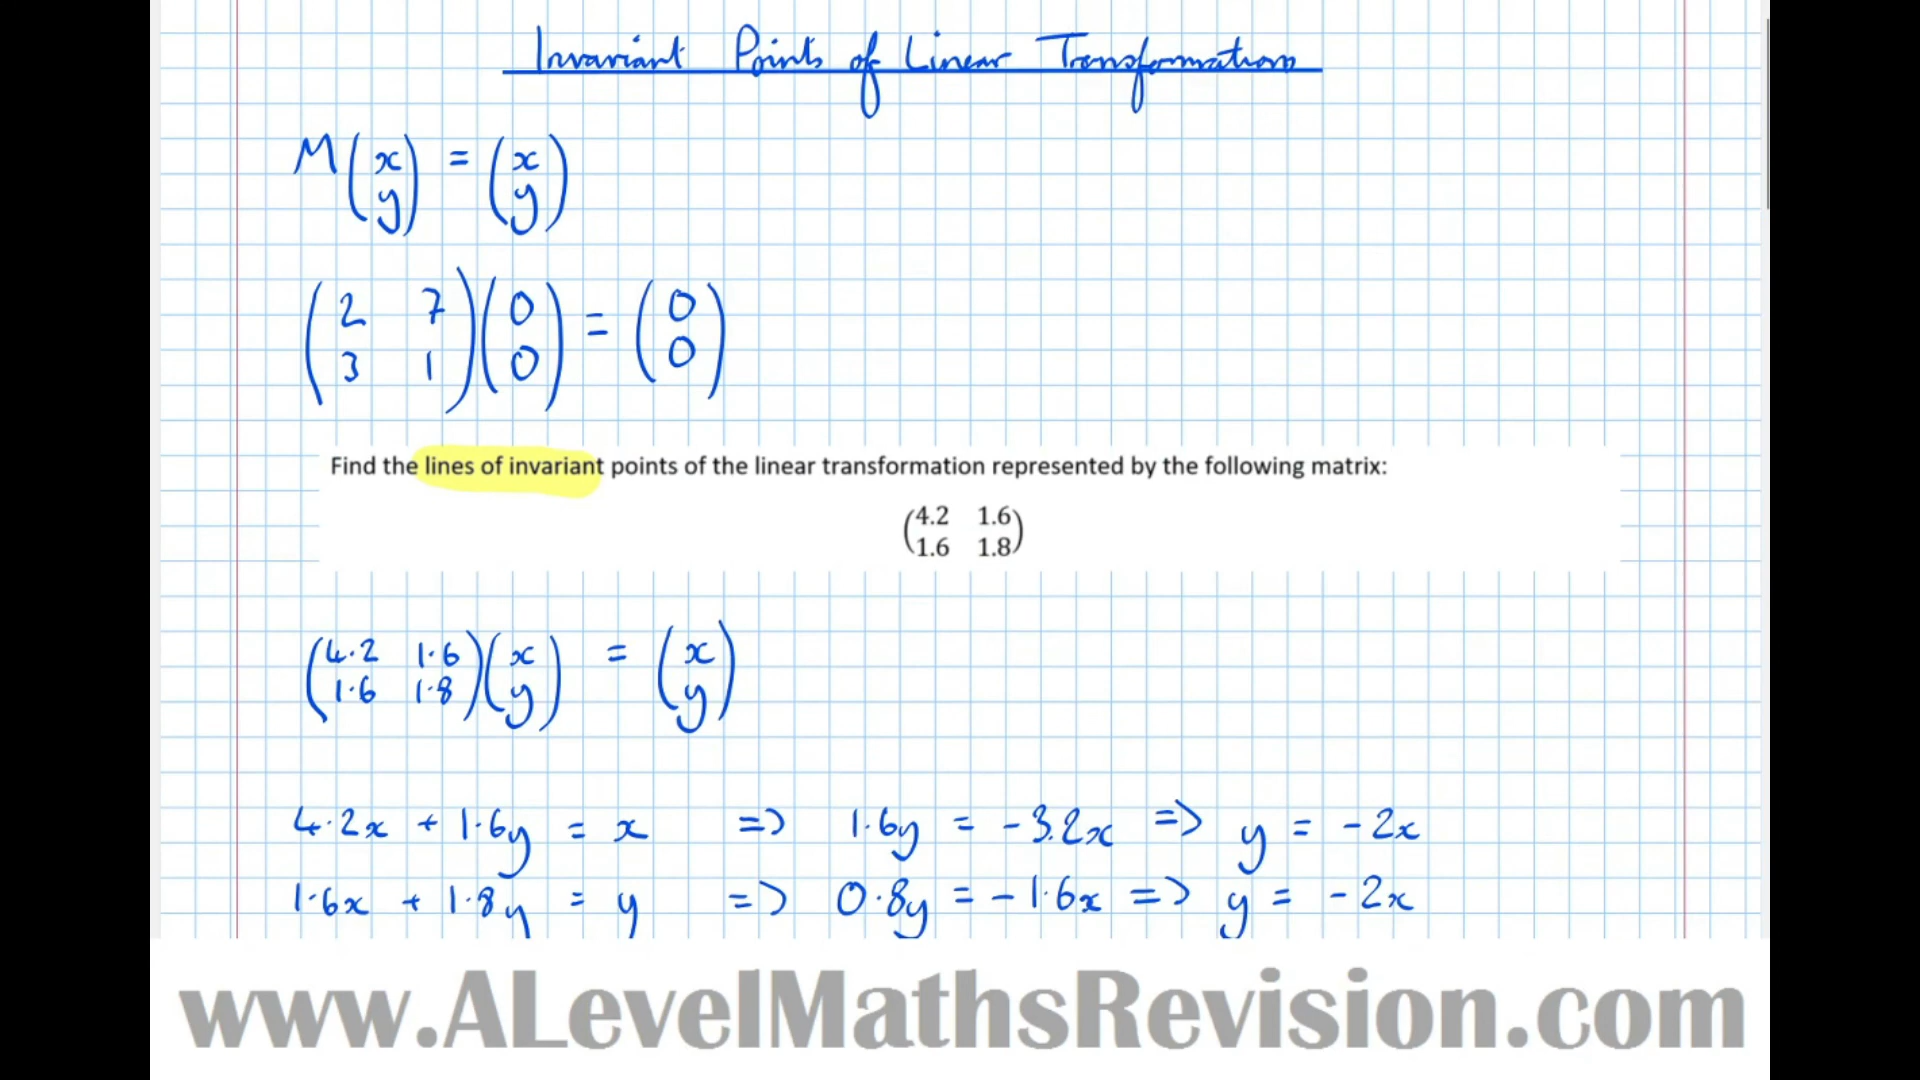 Invariant Points of Linear Transformations
M(x y) = (x y)
(2 7 3 1)(0 0) = (0 0)
Find the lines of invariant points of the linear transformation represented by the following matrix:
(4.2 1.6
1.6 1.8)
(4.2 1.6 1.6 1.8)(x y) = (x y)
4.2x + 1.6y = x => 1.6y = -3.2x => y = -2x
1.6x + 1.8y = y => 0.8y = -1.6x => y = -2x
www.ALevelMathsRevision.com